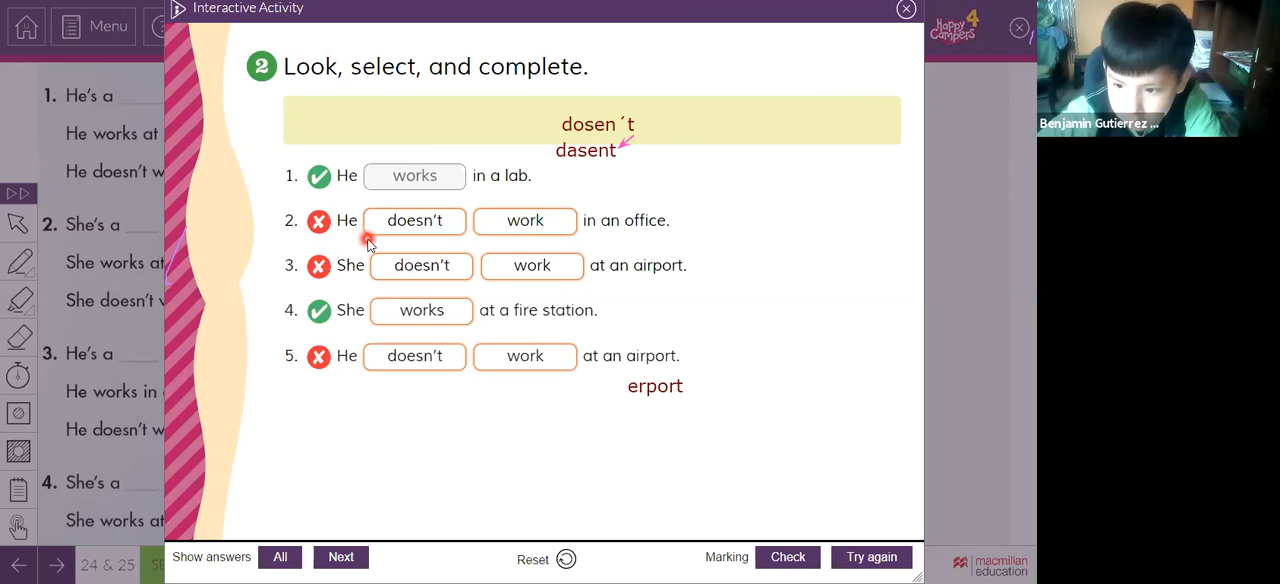 Interactive Activity
Menu
Happy Campers 4
2 Look, select, and complete.
dosen´t
dasent
1. He works in a lab.
2. He doesn't work in an office.
3. She doesn't work at an airport.
4. She works at a fire station.
5. He doesn't work at an airport.
erport
1. He's a
He works at
He doesn't w
2. She's a
She works at
She doesn't v
3. He's a
He works in
He doesn't w
4. She's a
She works at
Benjamin Gutierrez ...
Show answers All Next Reset Marking Check Try again
24 & 25 SE
macmillan education